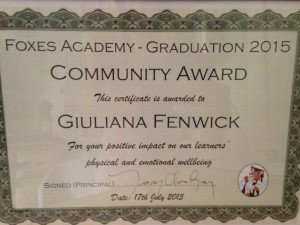 FOXES ACADEMY - GRADUATION 2015
COMMUNITY AWARD
This certificate is awarded to
GIULIANA FENWICK
For your positive impact on our learners'
physical and emotional wellbeing
SIGNED (PRINCIPAL)
Date: 17th July 2015